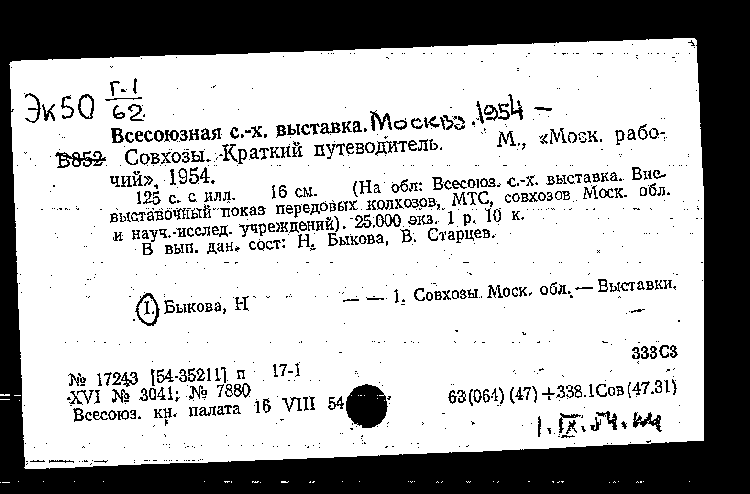 Эк50 Г-1
62
Всесоюзная с.-х. выставка. Москва. 1954 –
В852 Совхозы. Краткий путеводитель. М., «Моск. рабо-
чий», 1954.
125 с. с илл. 16 см. (На обл: Всесоюз. с.-х. выставка. Вне-
выставочный показ передовых колхозов, МТС, совхозов Моск. обл.
и науч.-исслед. учреждений). 25.000 экз. 1 р. 10 к.
В вып. дан. сост: Н. Быкова, В. Старцев.
1. Быкова, Н — — 1. Совхозы. Моск. обл. — Выставки.
333С3
№ 17243 [54-35211] п 17-1
XVI № 3041; № 7880
63(064)(47)+338.1Сов(47.31)
Всесоюз. кн. палата 16 VIII 54
1.IX.54.